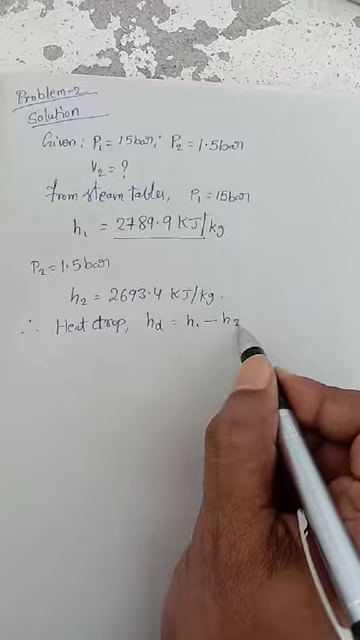 Problem-2
Solution
Given: P₁ = 15bar; P₂ = 1.5bar
V₂ = ?
From steam tables, P₁ = 15bar
h₁ = 2789.9 KJ/kg
P₂ = 1.5bar
h₂ = 2693.4 KJ/kg.
∴ Heat drop, hd = h₁ - h₂